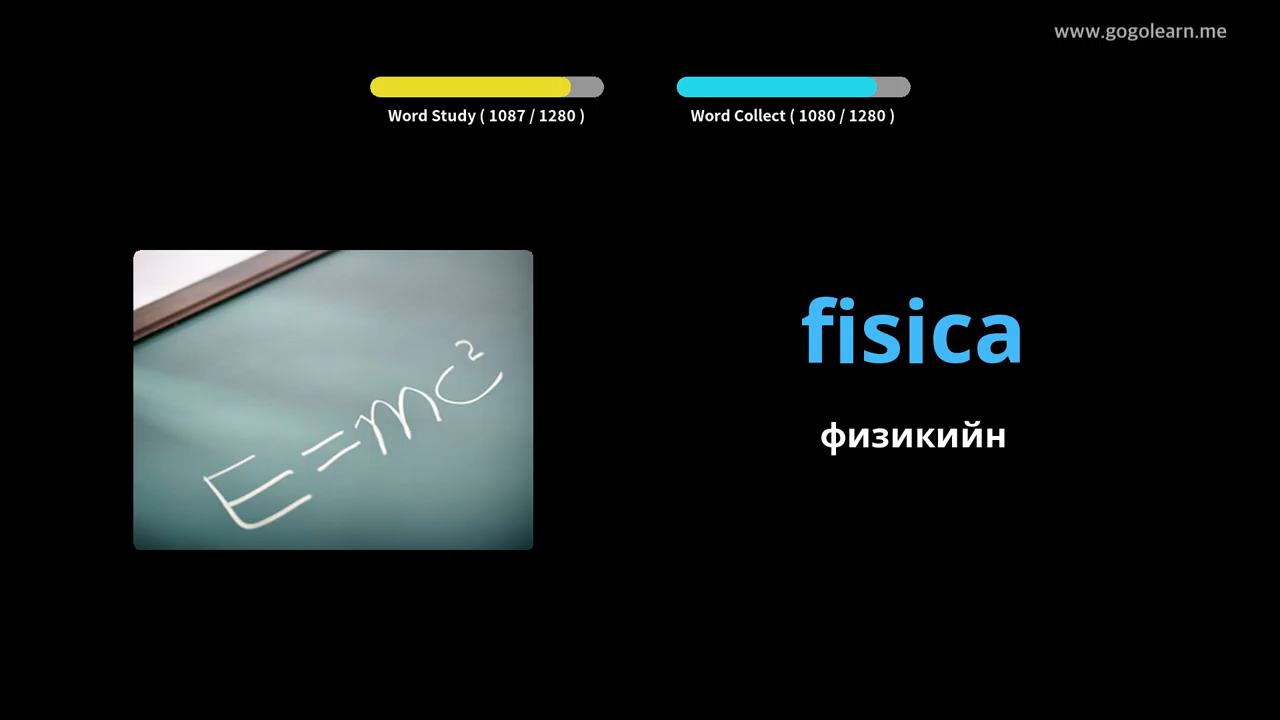 www.gogolearn.me
Word Study ( 1087 / 1280 )
Word Collect ( 1080 / 1280 )
E=mc²
fisica
физикийн